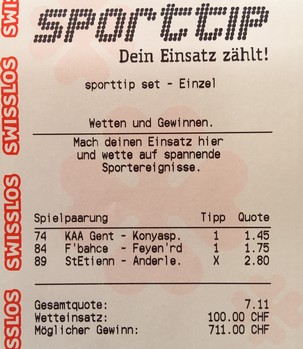 sporttip
Dein Einsatz zählt!
sporttip set - Einzel
Wetten und Gewinnen.
Mach deinen Einsatz hier
und wette auf spannende
Sportereignisse.
Spielpaarung Tipp Quote
74 KAA Gent - Konyasp. 1 1.45
84 F'bahce - Feyen'rd 1 1.75
89 StEtienn - Anderle. X 2.80
Gesamtquote: 7.11
Wetteinsatz: 100.00 CHF
Möglicher Gewinn: 711.00 CHF
SWISSLOS
SWISSLOS
SWISSLOS